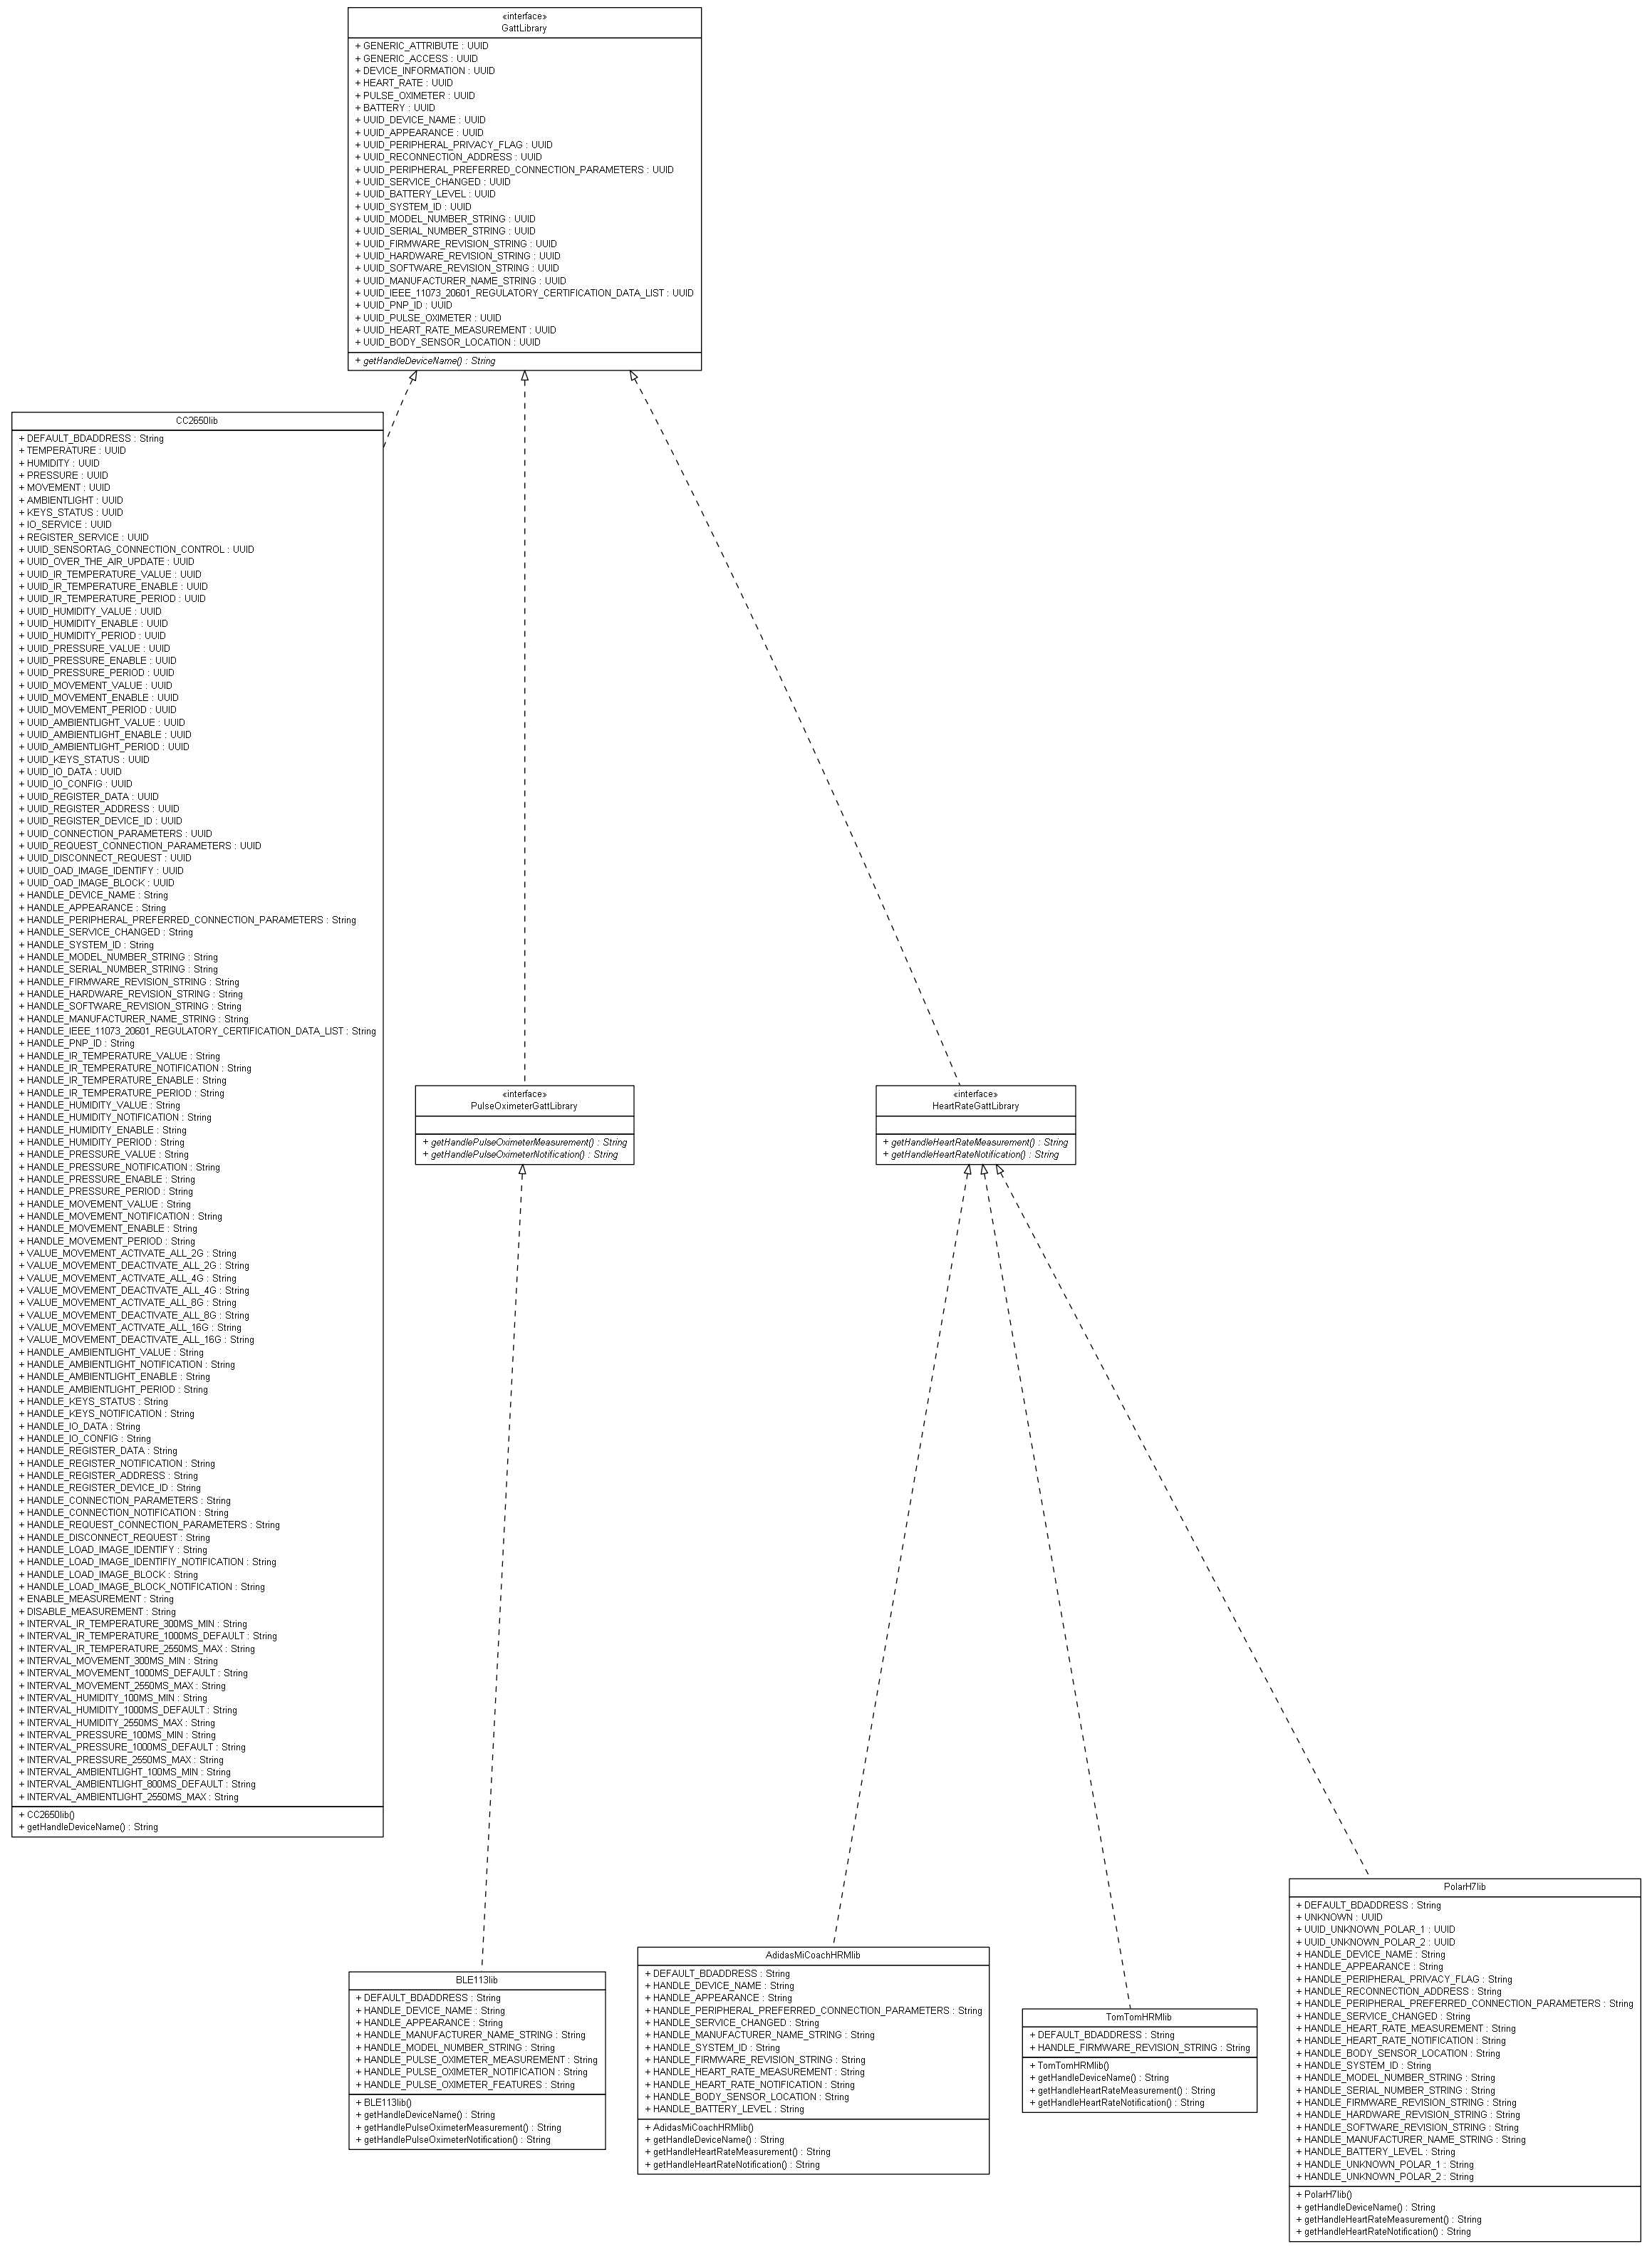 «interface»
GattLibrary
+ GENERIC_ATTRIBUTE : UUID
+ GENERIC_ACCESS : UUID
+ DEVICE_INFORMATION : UUID
+ HEART_RATE : UUID
+ PULSE_OXIMETER : UUID
+ BATTERY : UUID
+ UUID_DEVICE_NAME : UUID
+ UUID_APPEARANCE : UUID
+ UUID_PERIPHERAL_PRIVACY_FLAG : UUID
+ UUID_RECONNECTION_ADDRESS : UUID
+ UUID_PERIPHERAL_PREFERRED_CONNECTION_PARAMETERS : UUID
+ UUID_SERVICE_CHANGED : UUID
+ UUID_BATTERY_LEVEL : UUID
+ UUID_SYSTEM_ID : UUID
+ UUID_MODEL_NUMBER_STRING : UUID
+ UUID_SERIAL_NUMBER_STRING : UUID
+ UUID_FIRMWARE_REVISION_STRING : UUID
+ UUID_HARDWARE_REVISION_STRING : UUID
+ UUID_SOFTWARE_REVISION_STRING : UUID
+ UUID_MANUFACTURER_NAME_STRING : UUID
+ UUID_IEEE_11073_20601_REGULATORY_CERTIFICATION_DATA_LIST : UUID
+ UUID_PNP_ID : UUID
+ UUID_PULSE_OXIMETER : UUID
+ UUID_HEART_RATE_MEASUREMENT : UUID
+ UUID_BODY_SENSOR_LOCATION : UUID
+ getHandleDeviceName() : String
CC2650lib
+ DEFAULT_BDADDRESS : String
+ TEMPERATURE : UUID
+ HUMIDITY : UUID
+ PRESSURE : UUID
+ MOVEMENT : UUID
+ AMBIENTLIGHT : UUID
+ KEYS_STATUS : UUID
+ IO_SERVICE : UUID
+ REGISTER_SERVICE : UUID
+ UUID_SENSORTAG_CONNECTION_CONTROL : UUID
+ UUID_OVER_THE_AIR_UPDATE : UUID
+ UUID_IR_TEMPERATURE_VALUE : UUID
+ UUID_IR_TEMPERATURE_ENABLE : UUID
+ UUID_IR_TEMPERATURE_PERIOD : UUID
+ UUID_HUMIDITY_VALUE : UUID
+ UUID_HUMIDITY_ENABLE : UUID
+ UUID_HUMIDITY_PERIOD : UUID
+ UUID_PRESSURE_VALUE : UUID
+ UUID_PRESSURE_ENABLE : UUID
+ UUID_PRESSURE_PERIOD : UUID
+ UUID_MOVEMENT_VALUE : UUID
+ UUID_MOVEMENT_ENABLE : UUID
+ UUID_MOVEMENT_PERIOD : UUID
+ UUID_AMBIENTLIGHT_VALUE : UUID
+ UUID_AMBIENTLIGHT_ENABLE : UUID
+ UUID_AMBIENTLIGHT_PERIOD : UUID
+ UUID_KEYS_STATUS : UUID
+ UUID_IO_DATA : UUID
+ UUID_IO_CONFIG : UUID
+ UUID_REGISTER_DATA : UUID
+ UUID_REGISTER_ADDRESS : UUID
+ UUID_REGISTER_DEVICE_ID : UUID
+ UUID_CONNECTION_PARAMETERS : UUID
+ UUID_REQUEST_CONNECTION_PARAMETERS : UUID
+ UUID_DISCONNECT_REQUEST : UUID
+ UUID_OAD_IMAGE_IDENTIFY : UUID
+ UUID_OAD_IMAGE_BLOCK : UUID
+ HANDLE_DEVICE_NAME : String
+ HANDLE_APPEARANCE : String
+ HANDLE_PERIPHERAL_PREFERRED_CONNECTION_PARAMETERS : String
+ HANDLE_SERVICE_CHANGED : String
+ HANDLE_SYSTEM_ID : String
+ HANDLE_MODEL_NUMBER_STRING : String
+ HANDLE_SERIAL_NUMBER_STRING : String
+ HANDLE_FIRMWARE_REVISION_STRING : String
+ HANDLE_HARDWARE_REVISION_STRING : String
+ HANDLE_SOFTWARE_REVISION_STRING : String
+ HANDLE_MANUFACTURER_NAME_STRING : String
+ HANDLE_IEEE_11073_20601_REGULATORY_CERTIFICATION_DATA_LIST : String
+ HANDLE_PNP_ID : String
+ HANDLE_IR_TEMPERATURE_VALUE : String
+ HANDLE_IR_TEMPERATURE_NOTIFICATION : String
+ HANDLE_IR_TEMPERATURE_ENABLE : String
+ HANDLE_IR_TEMPERATURE_PERIOD : String
+ HANDLE_HUMIDITY_VALUE : String
+ HANDLE_HUMIDITY_NOTIFICATION : String
+ HANDLE_HUMIDITY_ENABLE : String
+ HANDLE_HUMIDITY_PERIOD : String
+ HANDLE_PRESSURE_VALUE : String
+ HANDLE_PRESSURE_NOTIFICATION : String
+ HANDLE_PRESSURE_ENABLE : String
+ HANDLE_PRESSURE_PERIOD : String
+ HANDLE_MOVEMENT_VALUE : String
+ HANDLE_MOVEMENT_NOTIFICATION : String
+ HANDLE_MOVEMENT_ENABLE : String
+ HANDLE_MOVEMENT_PERIOD : String
+ VALUE_MOVEMENT_ACTIVATE_ALL_2G : String
+ VALUE_MOVEMENT_DEACTIVATE_ALL_2G : String
+ VALUE_MOVEMENT_ACTIVATE_ALL_4G : String
+ VALUE_MOVEMENT_DEACTIVATE_ALL_4G : String
+ VALUE_MOVEMENT_ACTIVATE_ALL_8G : String
+ VALUE_MOVEMENT_DEACTIVATE_ALL_8G : String
+ VALUE_MOVEMENT_ACTIVATE_ALL_16G : String
+ VALUE_MOVEMENT_DEACTIVATE_ALL_16G : String
+ HANDLE_AMBIENTLIGHT_VALUE : String
+ HANDLE_AMBIENTLIGHT_NOTIFICATION : String
+ HANDLE_AMBIENTLIGHT_ENABLE : String
+ HANDLE_AMBIENTLIGHT_PERIOD : String
+ HANDLE_KEYS_STATUS : String
+ HANDLE_KEYS_NOTIFICATION : String
+ HANDLE_IO_DATA : String
+ HANDLE_IO_CONFIG : String
+ HANDLE_REGISTER_DATA : String
+ HANDLE_REGISTER_NOTIFICATION : String
+ HANDLE_REGISTER_ADDRESS : String
+ HANDLE_REGISTER_DEVICE_ID : String
+ HANDLE_CONNECTION_PARAMETERS : String
+ HANDLE_CONNECTION_NOTIFICATION : String
+ HANDLE_REQUEST_CONNECTION_PARAMETERS : String
+ HANDLE_DISCONNECT_REQUEST : String
+ HANDLE_LOAD_IMAGE_IDENTIFY : String
+ HANDLE_LOAD_IMAGE_IDENTIFIY_NOTIFICATION : String
+ HANDLE_LOAD_IMAGE_BLOCK : String
+ HANDLE_LOAD_IMAGE_BLOCK_NOTIFICATION : String
+ ENABLE_MEASUREMENT : String
+ DISABLE_MEASUREMENT : String
+ INTERVAL_IR_TEMPERATURE_300MS_MIN : String
+ INTERVAL_IR_TEMPERATURE_1000MS_DEFAULT : String
+ INTERVAL_IR_TEMPERATURE_2550MS_MAX : String
+ INTERVAL_MOVEMENT_300MS_MIN : String
+ INTERVAL_MOVEMENT_1000MS_DEFAULT : String
+ INTERVAL_MOVEMENT_2550MS_MAX : String
+ INTERVAL_HUMIDITY_100MS_MIN : String
+ INTERVAL_HUMIDITY_1000MS_DEFAULT : String
+ INTERVAL_HUMIDITY_2550MS_MAX : String
+ INTERVAL_PRESSURE_100MS_MIN : String
+ INTERVAL_PRESSURE_1000MS_DEFAULT : String
+ INTERVAL_PRESSURE_2550MS_MAX : String
+ INTERVAL_AMBIENTLIGHT_100MS_MIN : String
+ INTERVAL_AMBIENTLIGHT_800MS_DEFAULT : String
+ INTERVAL_AMBIENTLIGHT_2550MS_MAX : String
+ CC2650lib()
+ getHandleDeviceName() : String
«interface»
PulseOximeterGattLibrary
+ getHandlePulseOximeterMeasurement() : String
+ getHandlePulseOximeterNotification() : String
«interface»
HeartRateGattLibrary
+ getHandleHeartRateMeasurement() : String
+ getHandleHeartRateNotification() : String
BLE113lib
+ DEFAULT_BDADDRESS : String
+ HANDLE_DEVICE_NAME : String
+ HANDLE_APPEARANCE : String
+ HANDLE_MANUFACTURER_NAME_STRING : String
+ HANDLE_MODEL_NUMBER_STRING : String
+ HANDLE_PULSE_OXIMETER_MEASUREMENT : String
+ HANDLE_PULSE_OXIMETER_NOTIFICATION : String
+ HANDLE_PULSE_OXIMETER_FEATURES : String
+ BLE113lib()
+ getHandleDeviceName() : String
+ getHandlePulseOximeterMeasurement() : String
+ getHandlePulseOximeterNotification() : String
AdidasMiCoachHRMlib
+ DEFAULT_BDADDRESS : String
+ HANDLE_DEVICE_NAME : String
+ HANDLE_APPEARANCE : String
+ HANDLE_PERIPHERAL_PREFERRED_CONNECTION_PARAMETERS : String
+ HANDLE_SERVICE_CHANGED : String
+ HANDLE_MANUFACTURER_NAME_STRING : String
+ HANDLE_SYSTEM_ID : String
+ HANDLE_FIRMWARE_REVISION_STRING : String
+ HANDLE_HEART_RATE_MEASUREMENT : String
+ HANDLE_HEART_RATE_NOTIFICATION : String
+ HANDLE_BODY_SENSOR_LOCATION : String
+ HANDLE_BATTERY_LEVEL : String
+ AdidasMiCoachHRMlib()
+ getHandleDeviceName() : String
+ getHandleHeartRateMeasurement() : String
+ getHandleHeartRateNotification() : String
TomTomHRMlib
+ DEFAULT_BDADDRESS : String
+ HANDLE_FIRMWARE_REVISION_STRING : String
+ TomTomHRMlib()
+ getHandleDeviceName() : String
+ getHandleHeartRateMeasurement() : String
+ getHandleHeartRateNotification() : String
PolarH7lib
+ DEFAULT_BDADDRESS : String
+ UNKNOWN : UUID
+ UUID_UNKNOWN_POLAR_1 : UUID
+ UUID_UNKNOWN_POLAR_2 : UUID
+ HANDLE_DEVICE_NAME : String
+ HANDLE_APPEARANCE : String
+ HANDLE_PERIPHERAL_PRIVACY_FLAG : String
+ HANDLE_RECONNECTION_ADDRESS : String
+ HANDLE_PERIPHERAL_PREFERRED_CONNECTION_PARAMETERS : String
+ HANDLE_SERVICE_CHANGED : String
+ HANDLE_HEART_RATE_MEASUREMENT : String
+ HANDLE_HEART_RATE_NOTIFICATION : String
+ HANDLE_BODY_SENSOR_LOCATION : String
+ HANDLE_SYSTEM_ID : String
+ HANDLE_MODEL_NUMBER_STRING : String
+ HANDLE_SERIAL_NUMBER_STRING : String
+ HANDLE_FIRMWARE_REVISION_STRING : String
+ HANDLE_HARDWARE_REVISION_STRING : String
+ HANDLE_SOFTWARE_REVISION_STRING : String
+ HANDLE_MANUFACTURER_NAME_STRING : String
+ HANDLE_BATTERY_LEVEL : String
+ HANDLE_UNKNOWN_POLAR_1 : String
+ HANDLE_UNKNOWN_POLAR_2 : String
+ PolarH7lib()
+ getHandleDeviceName() : String
+ getHandleHeartRateMeasurement() : String
+ getHandleHeartRateNotification() : String